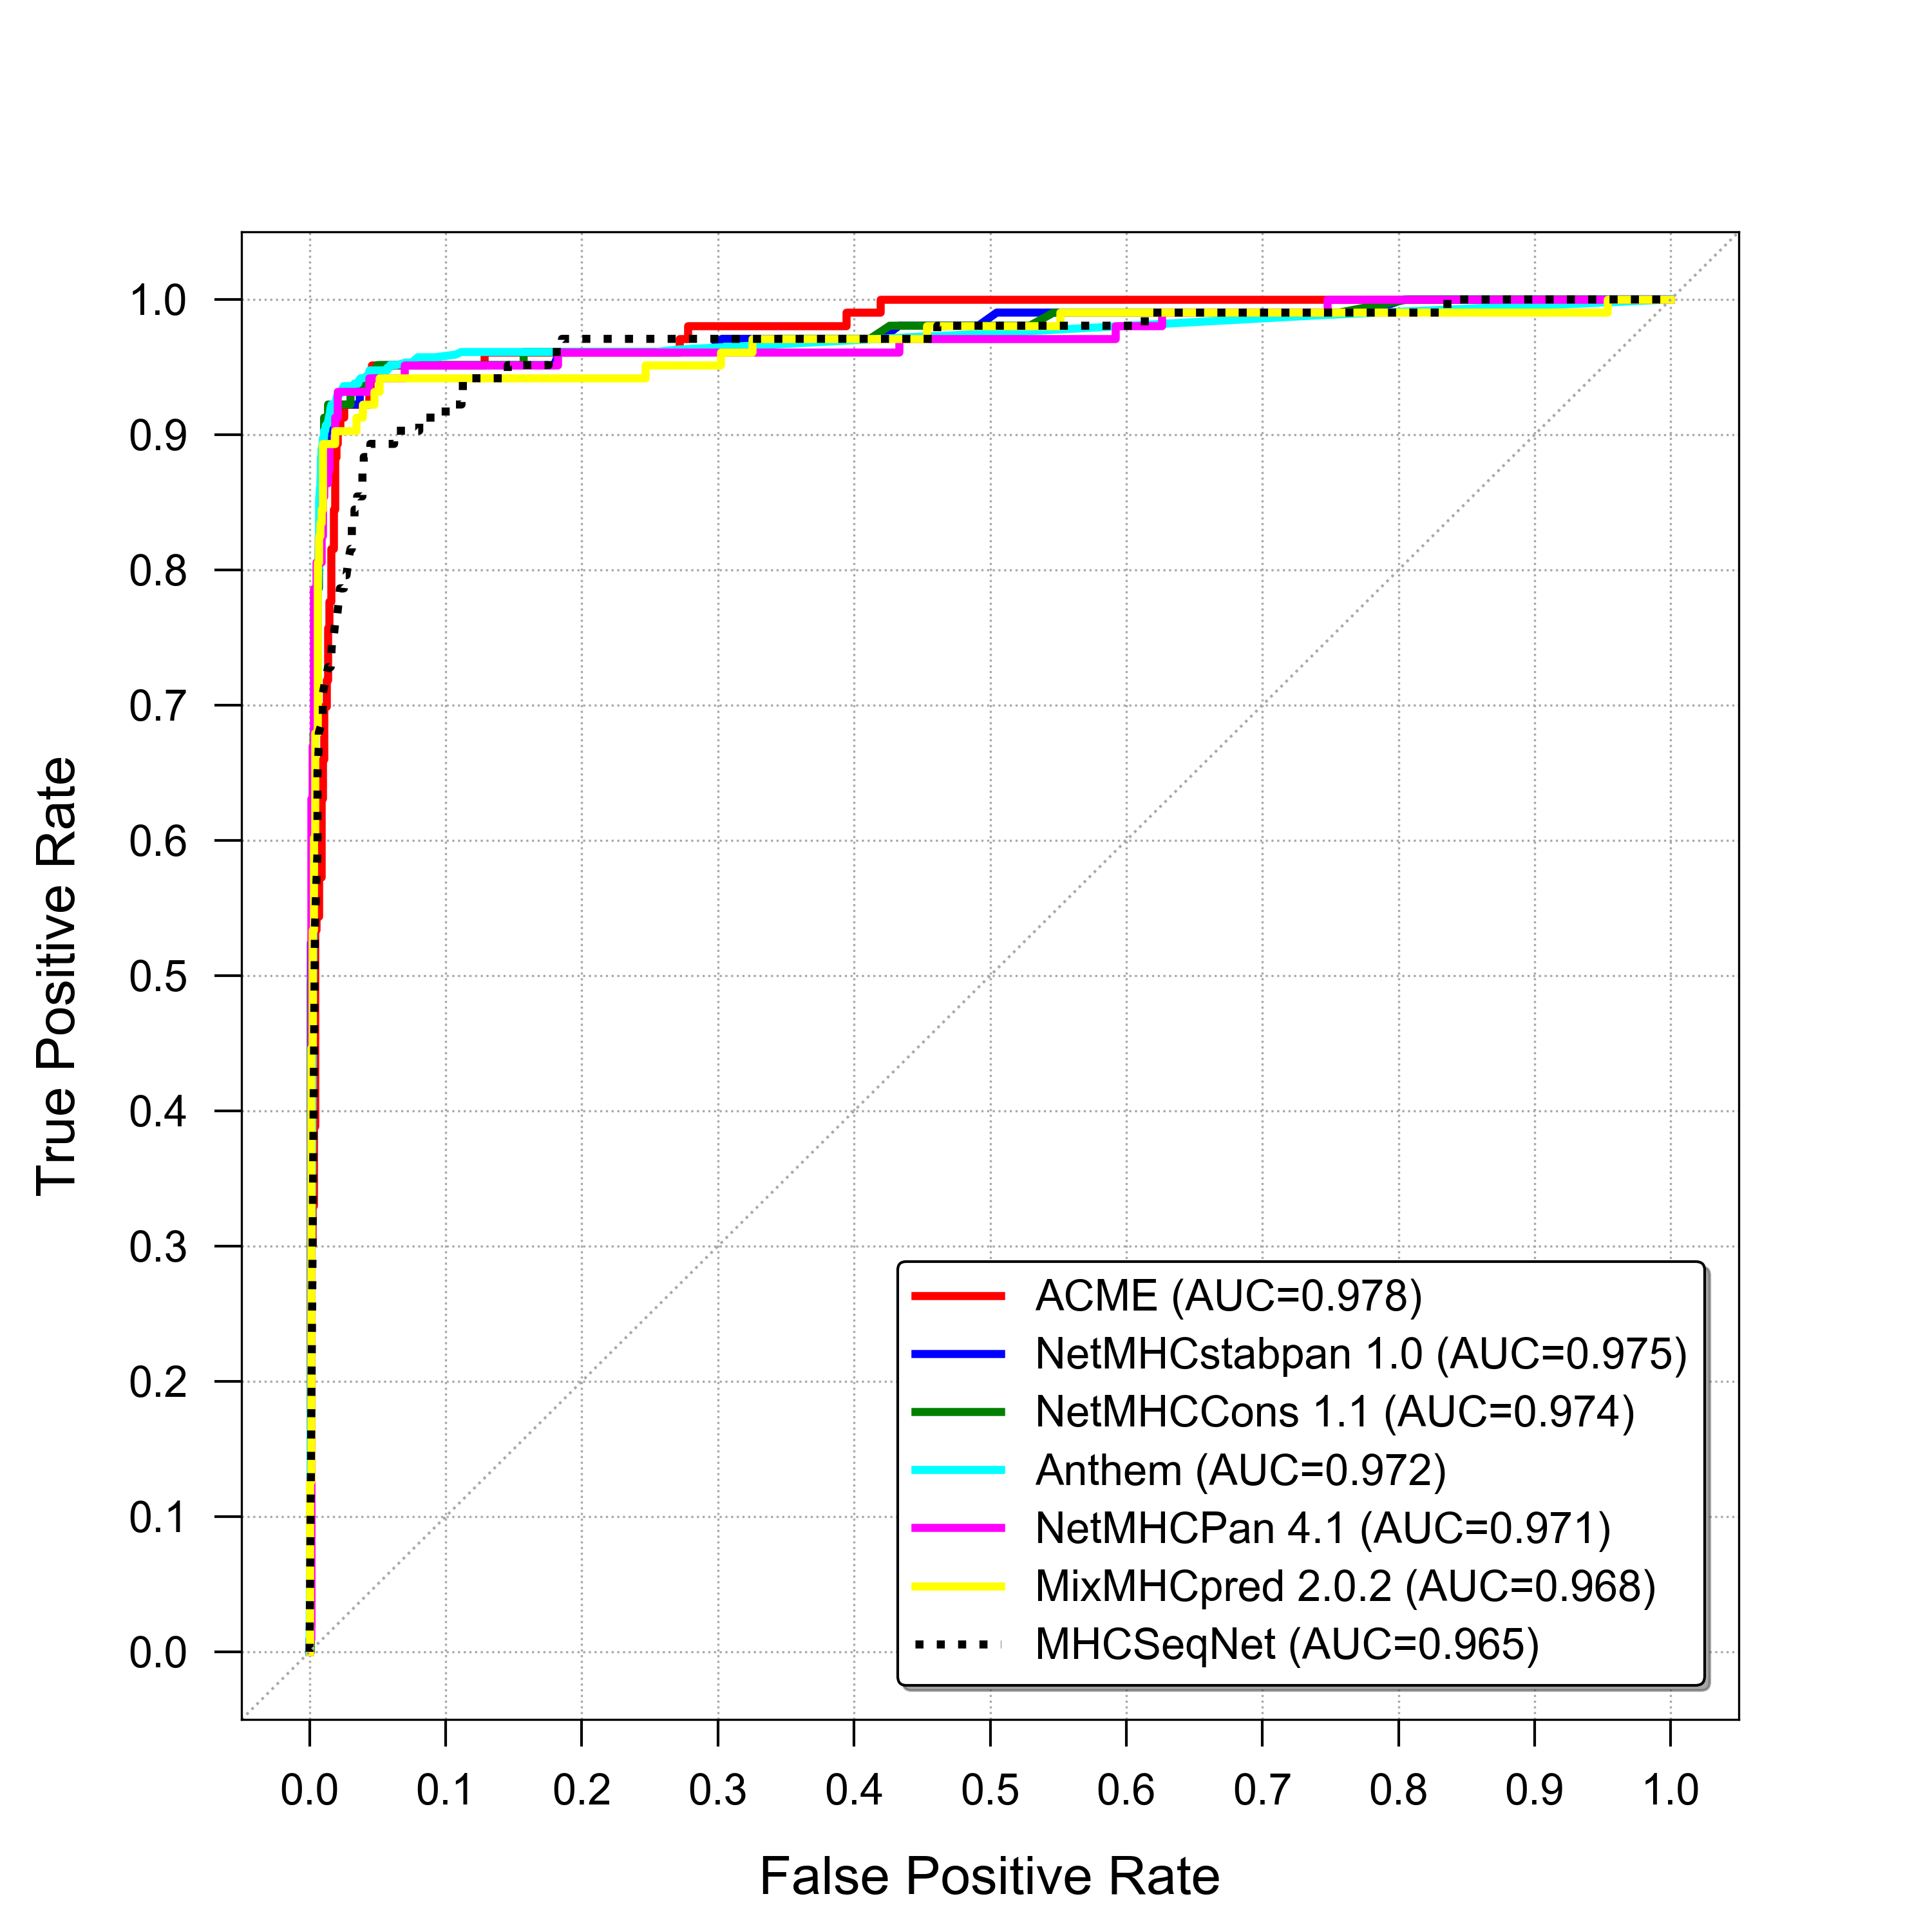 True Positive Rate
1.0
0.9
0.8
0.7
0.6
0.5
0.4
0.3
0.2
0.1
0.0
ACME (AUC=0.978)
NetMHCstabpan 1.0 (AUC=0.975)
NetMHCCons 1.1 (AUC=0.974)
Anthem (AUC=0.972)
NetMHCPan 4.1 (AUC=0.971)
MixMHCpred 2.0.2 (AUC=0.968)
MHCSeqNet (AUC=0.965)
0.0 0.1 0.2 0.3 0.4 0.5 0.6 0.7 0.8 0.9 1.0
False Positive Rate